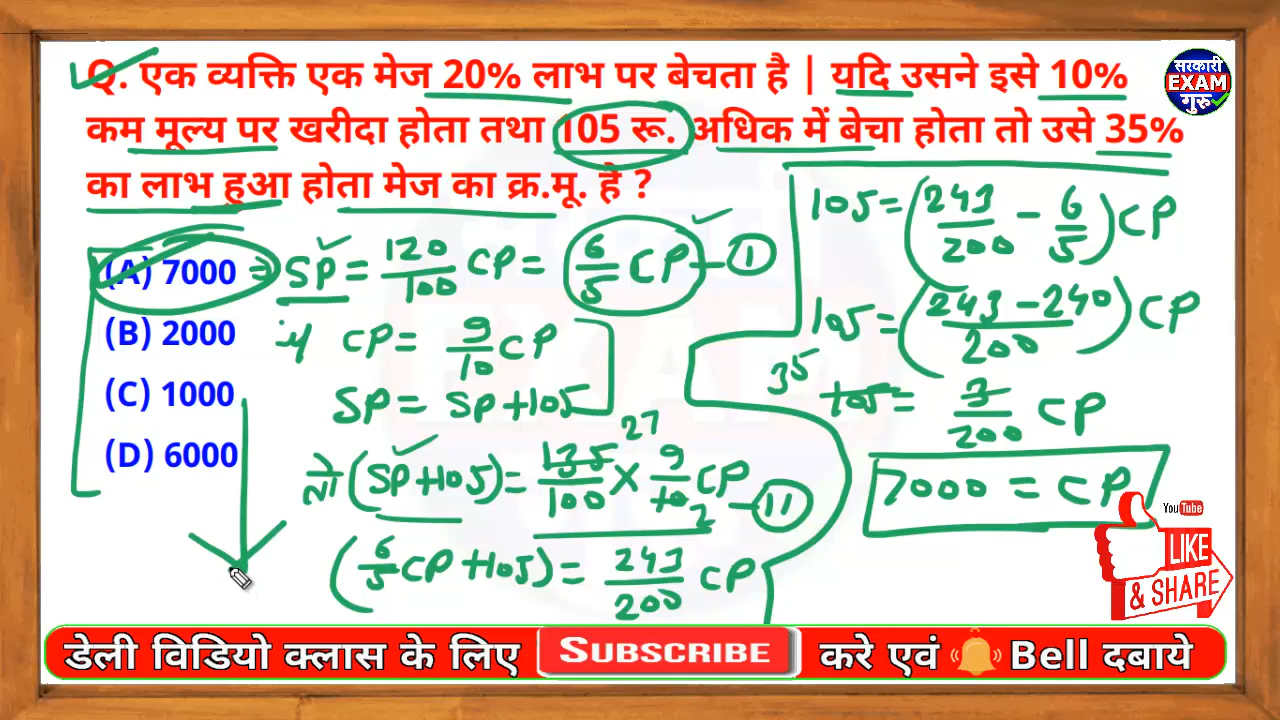 Q. एक व्यक्ति एक मेज 20% लाभ पर बेचता है | यदि उसने इसे 10%
कम मूल्य पर खरीदा होता तथा 105 रू. अधिक में बेचा होता तो उसे 35%
का लाभ हुआ होता मेज का क्र.मू. है ?
सरकारी
EXAM
गुरु
(A) 7000
(B) 2000
(C) 1000
(D) 6000
⇒ SP = 120/100 CP = 6/5 CP — (1)
if CP = 9/10 CP
SP = SP + 105
तो (SP + 105) = 135/100 × 9/10 CP — (11)
27
2
(6/5 CP + 105) = 243/200 CP
105 = (243/200 - 6/5) CP
105 = (243 - 240/200) CP
35
105 = 3/200 CP
7000 = CP
YouTube
LIKE
& SHARE
डेली विडियो क्लास के लिए SUBSCRIBE करे एवं Bell दबाये